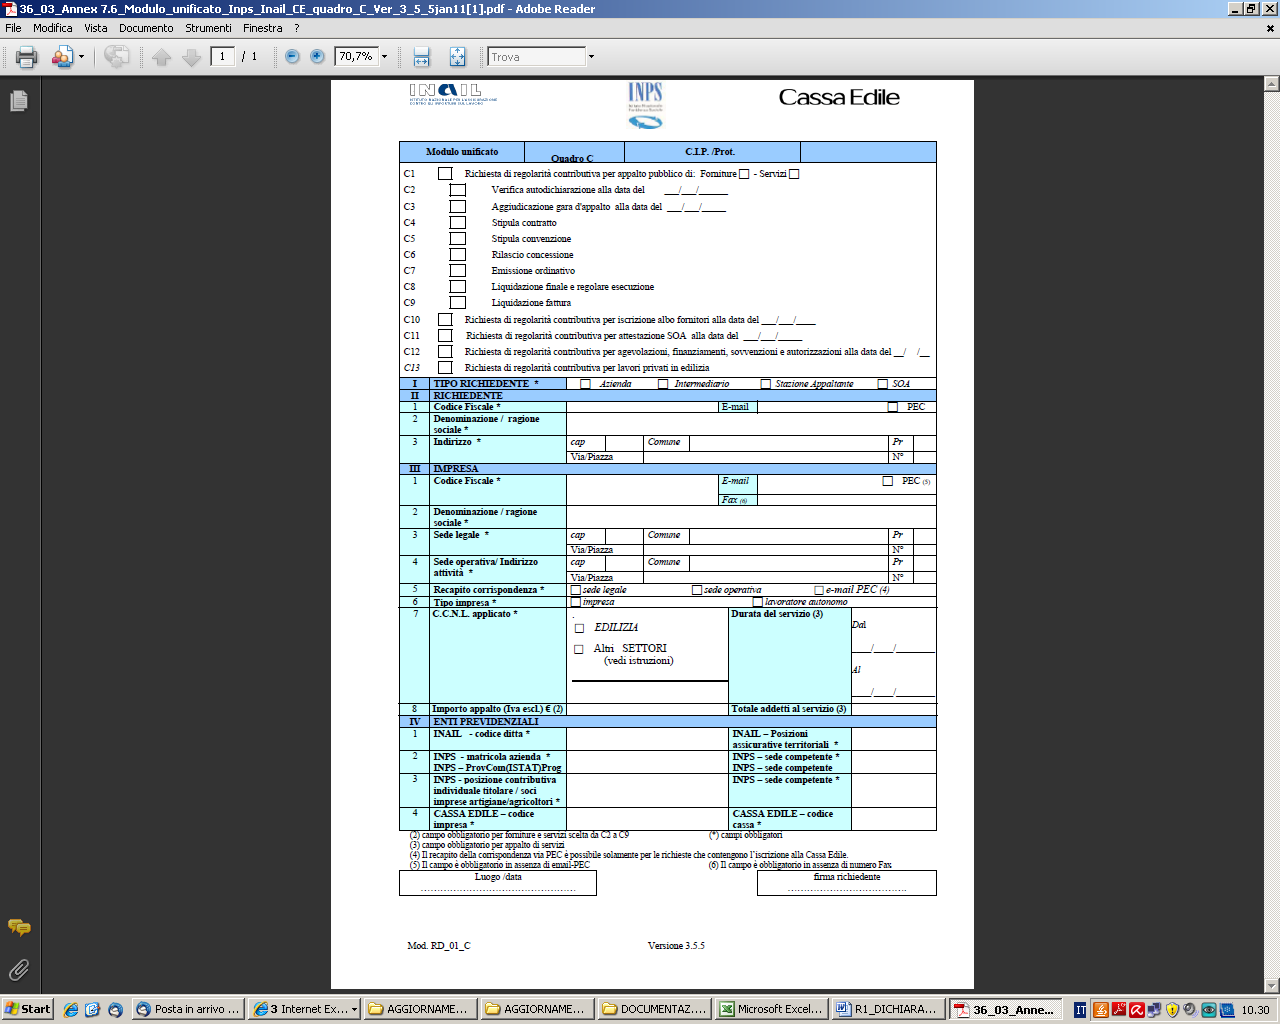 36_03_Annex 7.6_Modulo_unificato_Inps_Inail_CE_quadro_C_Ver_3_5_5jan11[1].pdf - Adobe Reader
File Modifica Vista Documento Strumenti Finestra ?
1 / 1 70,7% Trova
INAIL INPS Cassa Edile
Modulo unificato Quadro C C.I.P. /Prot.
C1 Richiesta di regolarità contributiva per appalto pubblico di: Forniture - Servizi
C2 Verifica autodichiarazione alla data del ___/___/______
C3 Aggiudicazione gara d'appalto alla data del ___/___/_____
C4 Stipula contratto
C5 Stipula convenzione
C6 Rilascio concessione
C7 Emissione ordinativo
C8 Liquidazione finale e regolare esecuzione
C9 Liquidazione fattura
C10 Richiesta di regolarità contributiva per iscrizione albo fornitori alla data del ___/___/____
C11 Richiesta di regolarità contributiva per attestazione SOA alla data del ___/___/_____
C12 Richiesta di regolarità contributiva per agevolazioni, finanziamenti, sovvenzioni e autorizzazioni alla data del __/ /__
C13 Richiesta di regolarità contributiva per lavori privati in edilizia
I TIPO RICHIEDENTE * Azienda Intermediario Stazione Appaltante SOA
II RICHIEDENTE
1 Codice Fiscale * E-mail PEC
2 Denominazione / ragione
sociale *
3 Indirizzo * cap Comune Pr
Via/Piazza N°
III IMPRESA
1 Codice Fiscale * E-mail PEC (5)
Fax (6)
2 Denominazione / ragione
sociale *
3 Sede legale * cap Comune Pr
Via/Piazza N°
4 Sede operativa/ Indirizzo cap Comune Pr
attività * Via/Piazza N°
5 Recapito corrispondenza * sede legale sede operativa e-mail PEC (4)
6 Tipo impresa * impresa lavoratore autonomo
7 C.C.N.L. applicato * . Durata del servizio (3)
EDILIZIA Dal
Altri SETTORI ___/____/________
(vedi istruzioni)
Al
___/____/________
8 Importo appalto (Iva escl.) € (2) Totale addetti al servizio (3)
IV ENTI PREVIDENZIALI
1 INAIL - codice ditta * INAIL – Posizioni
assicurative territoriali *
2 INPS - matricola azienda * INPS – sede competente *
INPS – ProvCom(ISTAT)Prog INPS – sede competente
3 INPS - posizione contributiva INPS – sede competente *
individuale titolare / soci
imprese artigiane/agricoltori *
4 CASSA EDILE – codice CASSA EDILE – codice
impresa * cassa *
(2) campo obbligatorio per forniture e servizi scelta da C2 a C9 (*) campi obbligatori
(3) campo obbligatorio per appalto di servizi
(4) Il recapito della corrispondenza via PEC è possibile solamente per le richieste che contengono l'iscrizione alla Cassa Edile.
(5) Il campo è obbligatorio in assenza di email-PEC (6) Il campo è obbligatorio in assenza di numero Fax
Luogo /data firma richiedente
………………………………………… ……………………………….
Mod. RD_01_C Versione 3.5.5
Start Posta in arrivo ... 3 Internet Ex... AGGIORNAME... AGGIORNAME... DOCUMENTAZ... Microsoft Excel... R1_DICHIARA... 36_03_Anne... IT 10.30